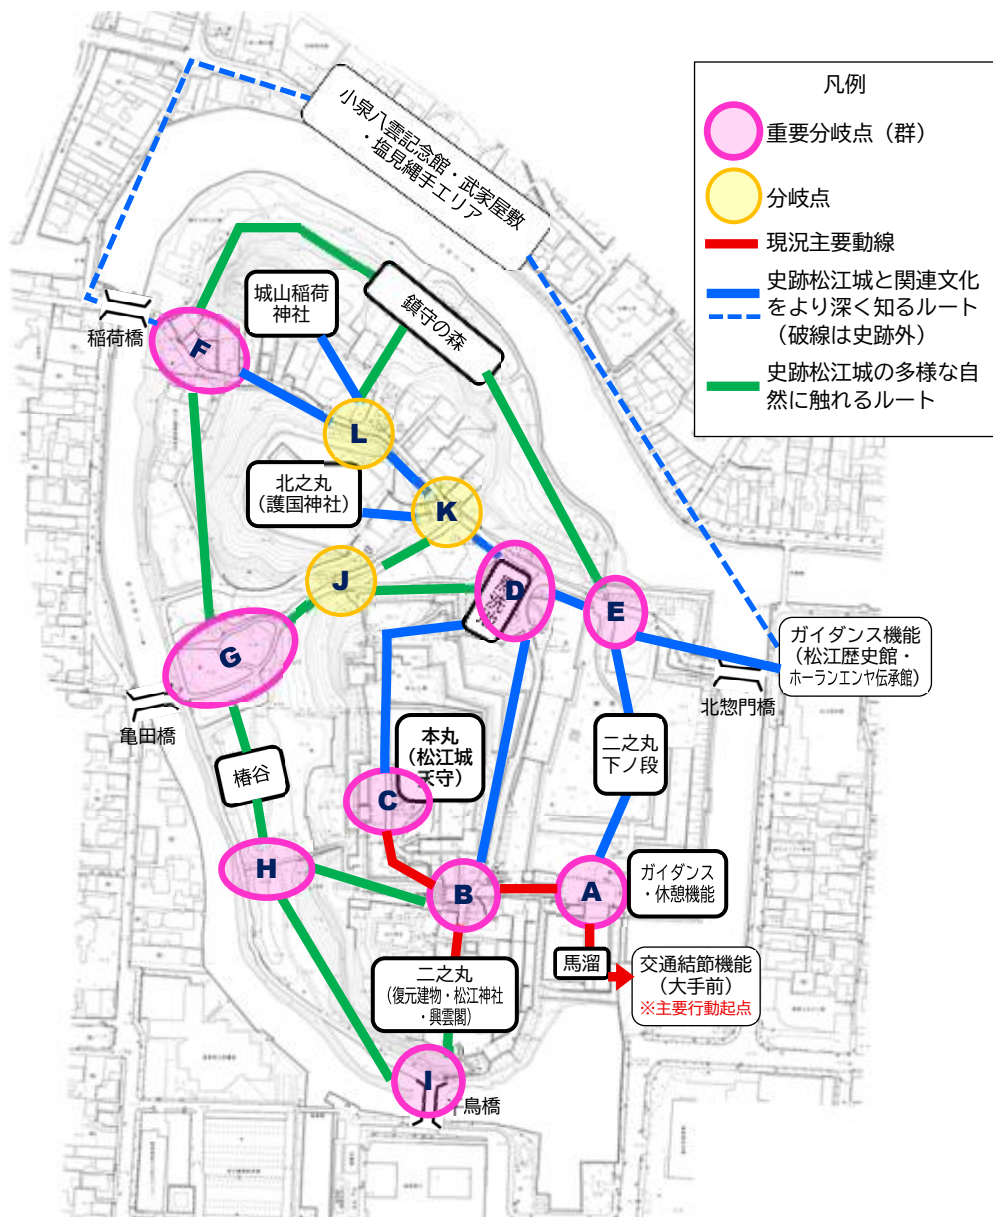 凡例
重要分岐点（群）
分岐点
現況主要動線
史跡松江城と関連文化
をより深く知るルート
（破線は史跡外）
史跡松江城の多様な自
然に触れるルート
小泉八雲記念館・武家屋敷
・塩見縄手エリア
稲荷橋
F
城山稲荷
神社
鎮守の森
L
北之丸
（護国神社）
K
J
D
E
G
ガイダンス機能
（松江歴史館・
ホーランエンヤ伝承館）
北惣門橋
亀田橋
椿谷
本丸
（松江城
天守）
C
二之丸
下ノ段
H
B
A
ガイダンス
・休憩機能
馬溜
交通結節機能
（大手前）
※主要行動起点
二之丸
（復元建物・松江神社
・興雲閣）
I
鳥橋